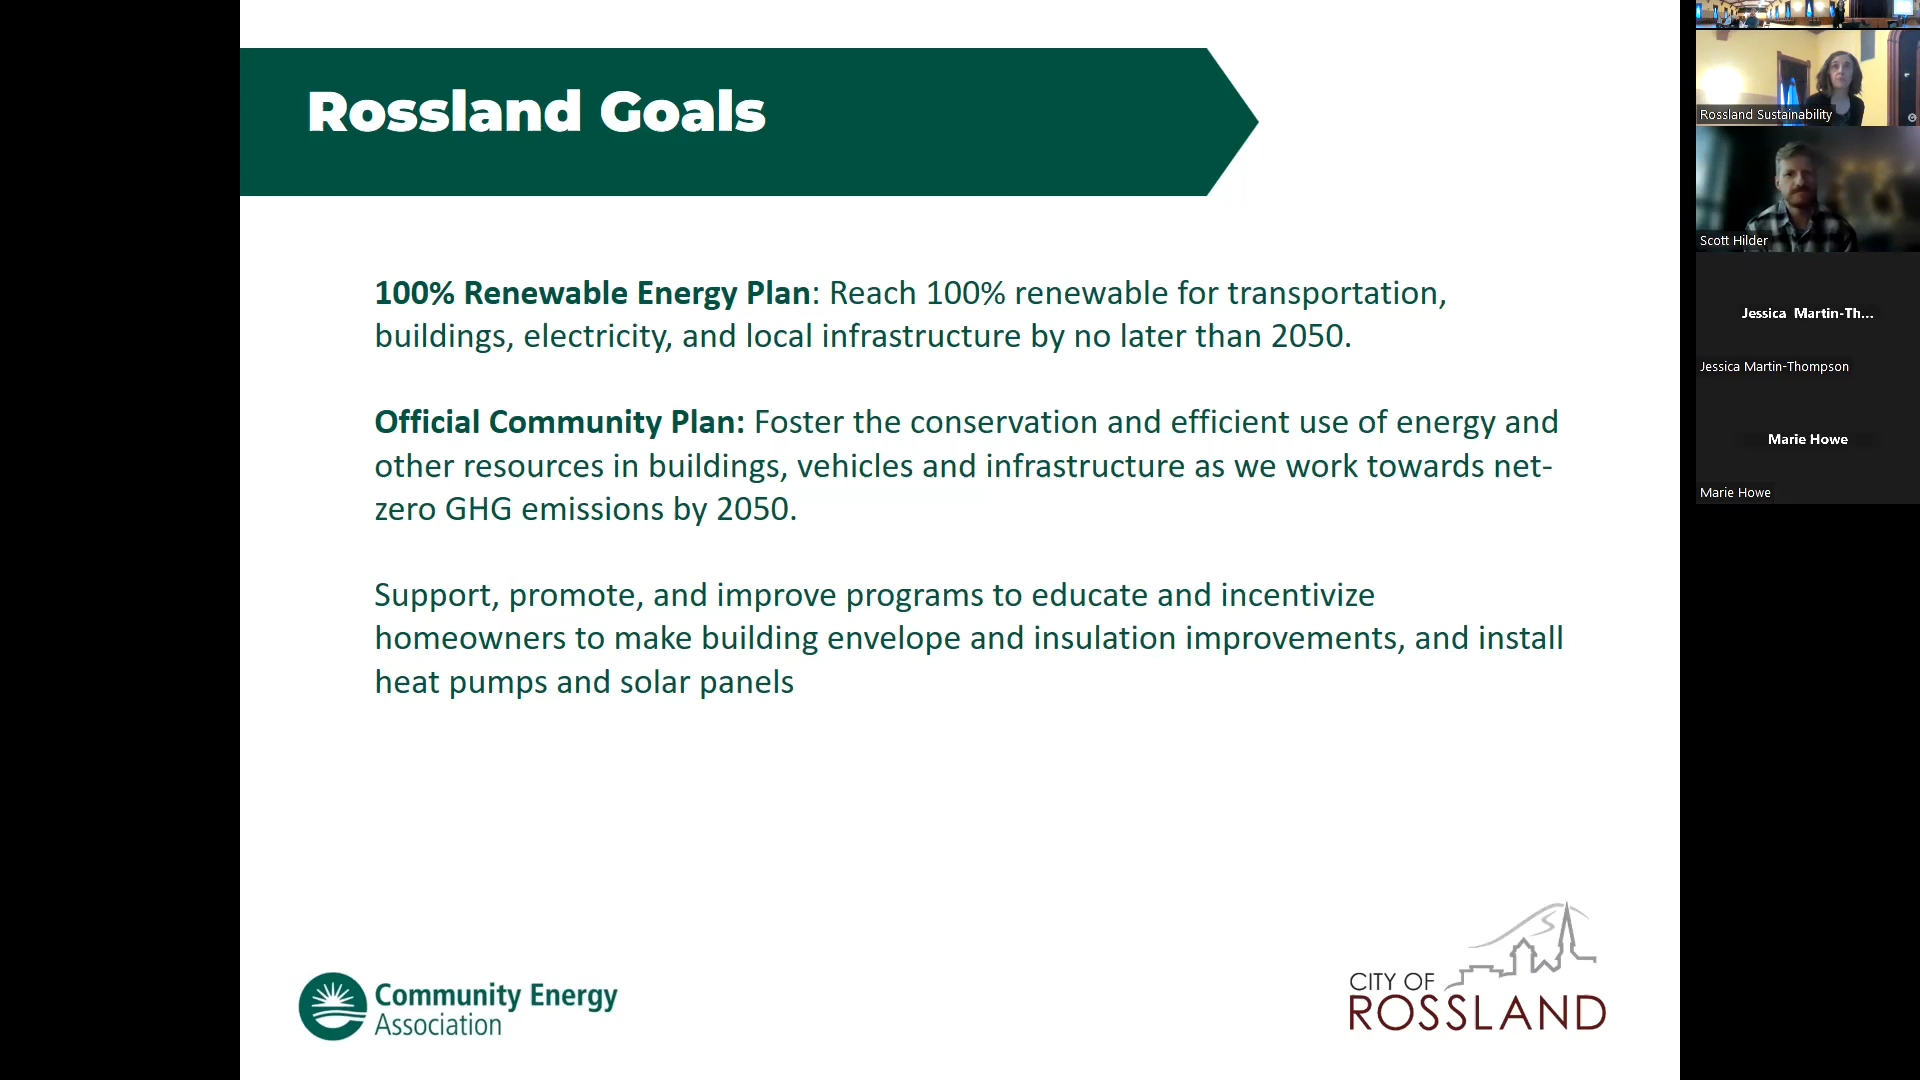 Rossland Goals
100% Renewable Energy Plan: Reach 100% renewable for transportation,
buildings, electricity, and local infrastructure by no later than 2050.
Official Community Plan: Foster the conservation and efficient use of energy and
other resources in buildings, vehicles and infrastructure as we work towards net-
zero GHG emissions by 2050.
Support, promote, and improve programs to educate and incentivize
homeowners to make building envelope and insulation improvements, and install
heat pumps and solar panels
Community Energy
Association
CITY OF
ROSSLAND
Rossland Sustainability
Scott Hilder
Jessica Martin-Th...
Jessica Martin-Thompson
Marie Howe
Marie Howe